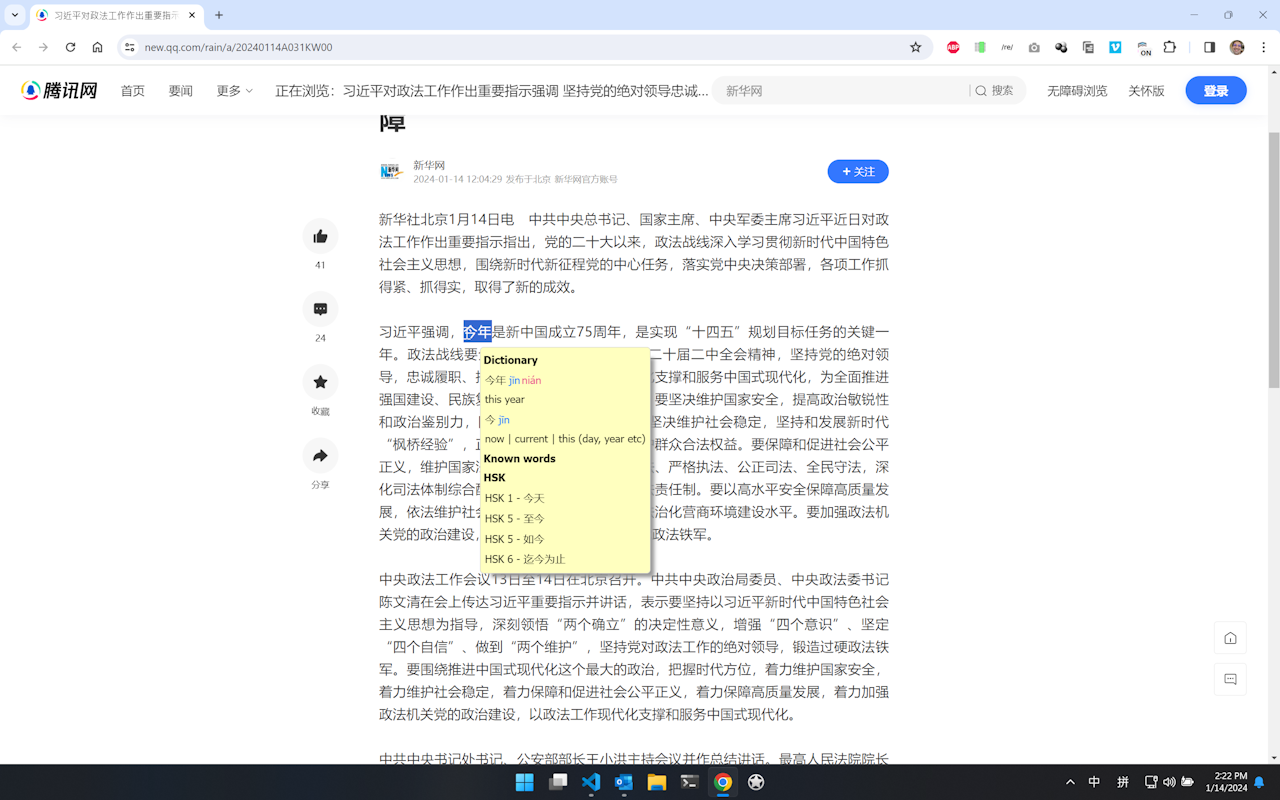 习近平对政法工作作出重要指示
new.qq.com/rain/a/20240114A031KW00
ABP
/re/
ON
腾讯网 首页 要闻 更多 正在浏览：习近平对政法工作作出重要指示强调 坚持党的绝对领导忠诚... 新华网 搜索 无障碍浏览 关怀版 登录
障
新华网
2024-01-14 12:04:29 发布于北京 新华网官方账号
+ 关注
41
24
收藏
分享
新华社北京1月14日电　中共中央总书记、国家主席、中央军委主席习近平近日对政
法工作作出重要指示指出，党的二十大以来，政法战线深入学习贯彻新时代中国特色
社会主义思想，围绕新时代新征程党的中心任务，落实党中央决策部署，各项工作抓
得紧、抓得实，取得了新的成效。
习近平强调，今年是新中国成立75周年，是实现“十四五”规划目标任务的关键一
年。政法战线要 二十届二中全会精神，坚持党的绝对领
导，忠诚履职、 支撑和服务中国式现代化，为全面推进
强国建设、民族 要坚决维护国家安全，提高政治敏锐性
和政治鉴别力， 坚决维护社会稳定，坚持和发展新时代
“枫桥经验”， 群众合法权益。要保障和促进社会公平
正义，维护国家 、严格执法、公正司法、全民守法，深
化司法体制综合 责任制。要以高水平安全保障高质量发
展，依法维护社 法治化营商环境建设水平。要加强政法机
关党的政治建设， 政法铁军。
Dictionary
今年 jīn nián
this year
今 jīn
now | current | this (day, year etc)
Known words
HSK
HSK 1 - 今天
HSK 5 - 至今
HSK 5 - 如今
HSK 6 - 迄今为止
中央政法工作会议13日至14日在北京召开。中共中央政治局委员、中央政法委书记
陈文清在会上传达习近平重要指示并讲话，表示要坚持以习近平新时代中国特色社会
主义思想为指导，深刻领悟“两个确立”的决定性意义，增强“四个意识”、坚定
“四个自信”、做到“两个维护”，坚持党对政法工作的绝对领导，锻造过硬政法铁
军。要围绕推进中国式现代化这个最大的政治，把握时代方位，着力维护国家安全，
着力维护社会稳定，着力保障和促进社会公平正义，着力保障高质量发展，着力加强
政法机关党的政治建设，以政法工作现代化支撑和服务中国式现代化。
中共中央书记处书记、公安部部长王小洪主持会议并作总结讲话。最高人民法院院长
中 拼 2:22 PM
1/14/2024